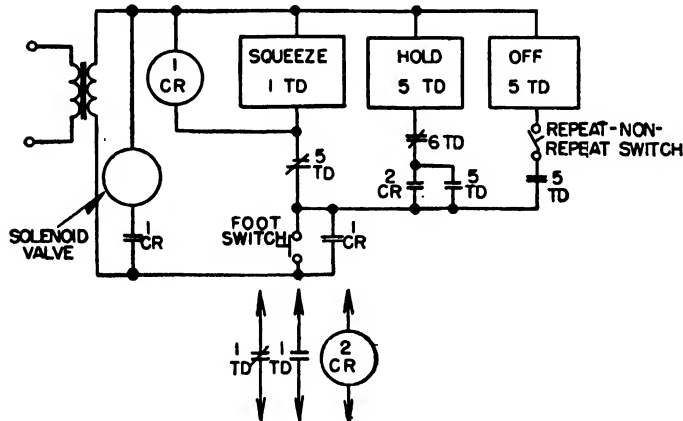 1
CR
SQUEEZE
1 TD
HOLD
5 TD
OFF
5 TD
6 TD
REPEAT-NON-
REPEAT SWITCH
5
TD
2
CR
5
TD
5
TD
SOLENOID
VALVE
1
CR
FOOT
SWITCH
1
CR
1
TD
1
TD
2
CR